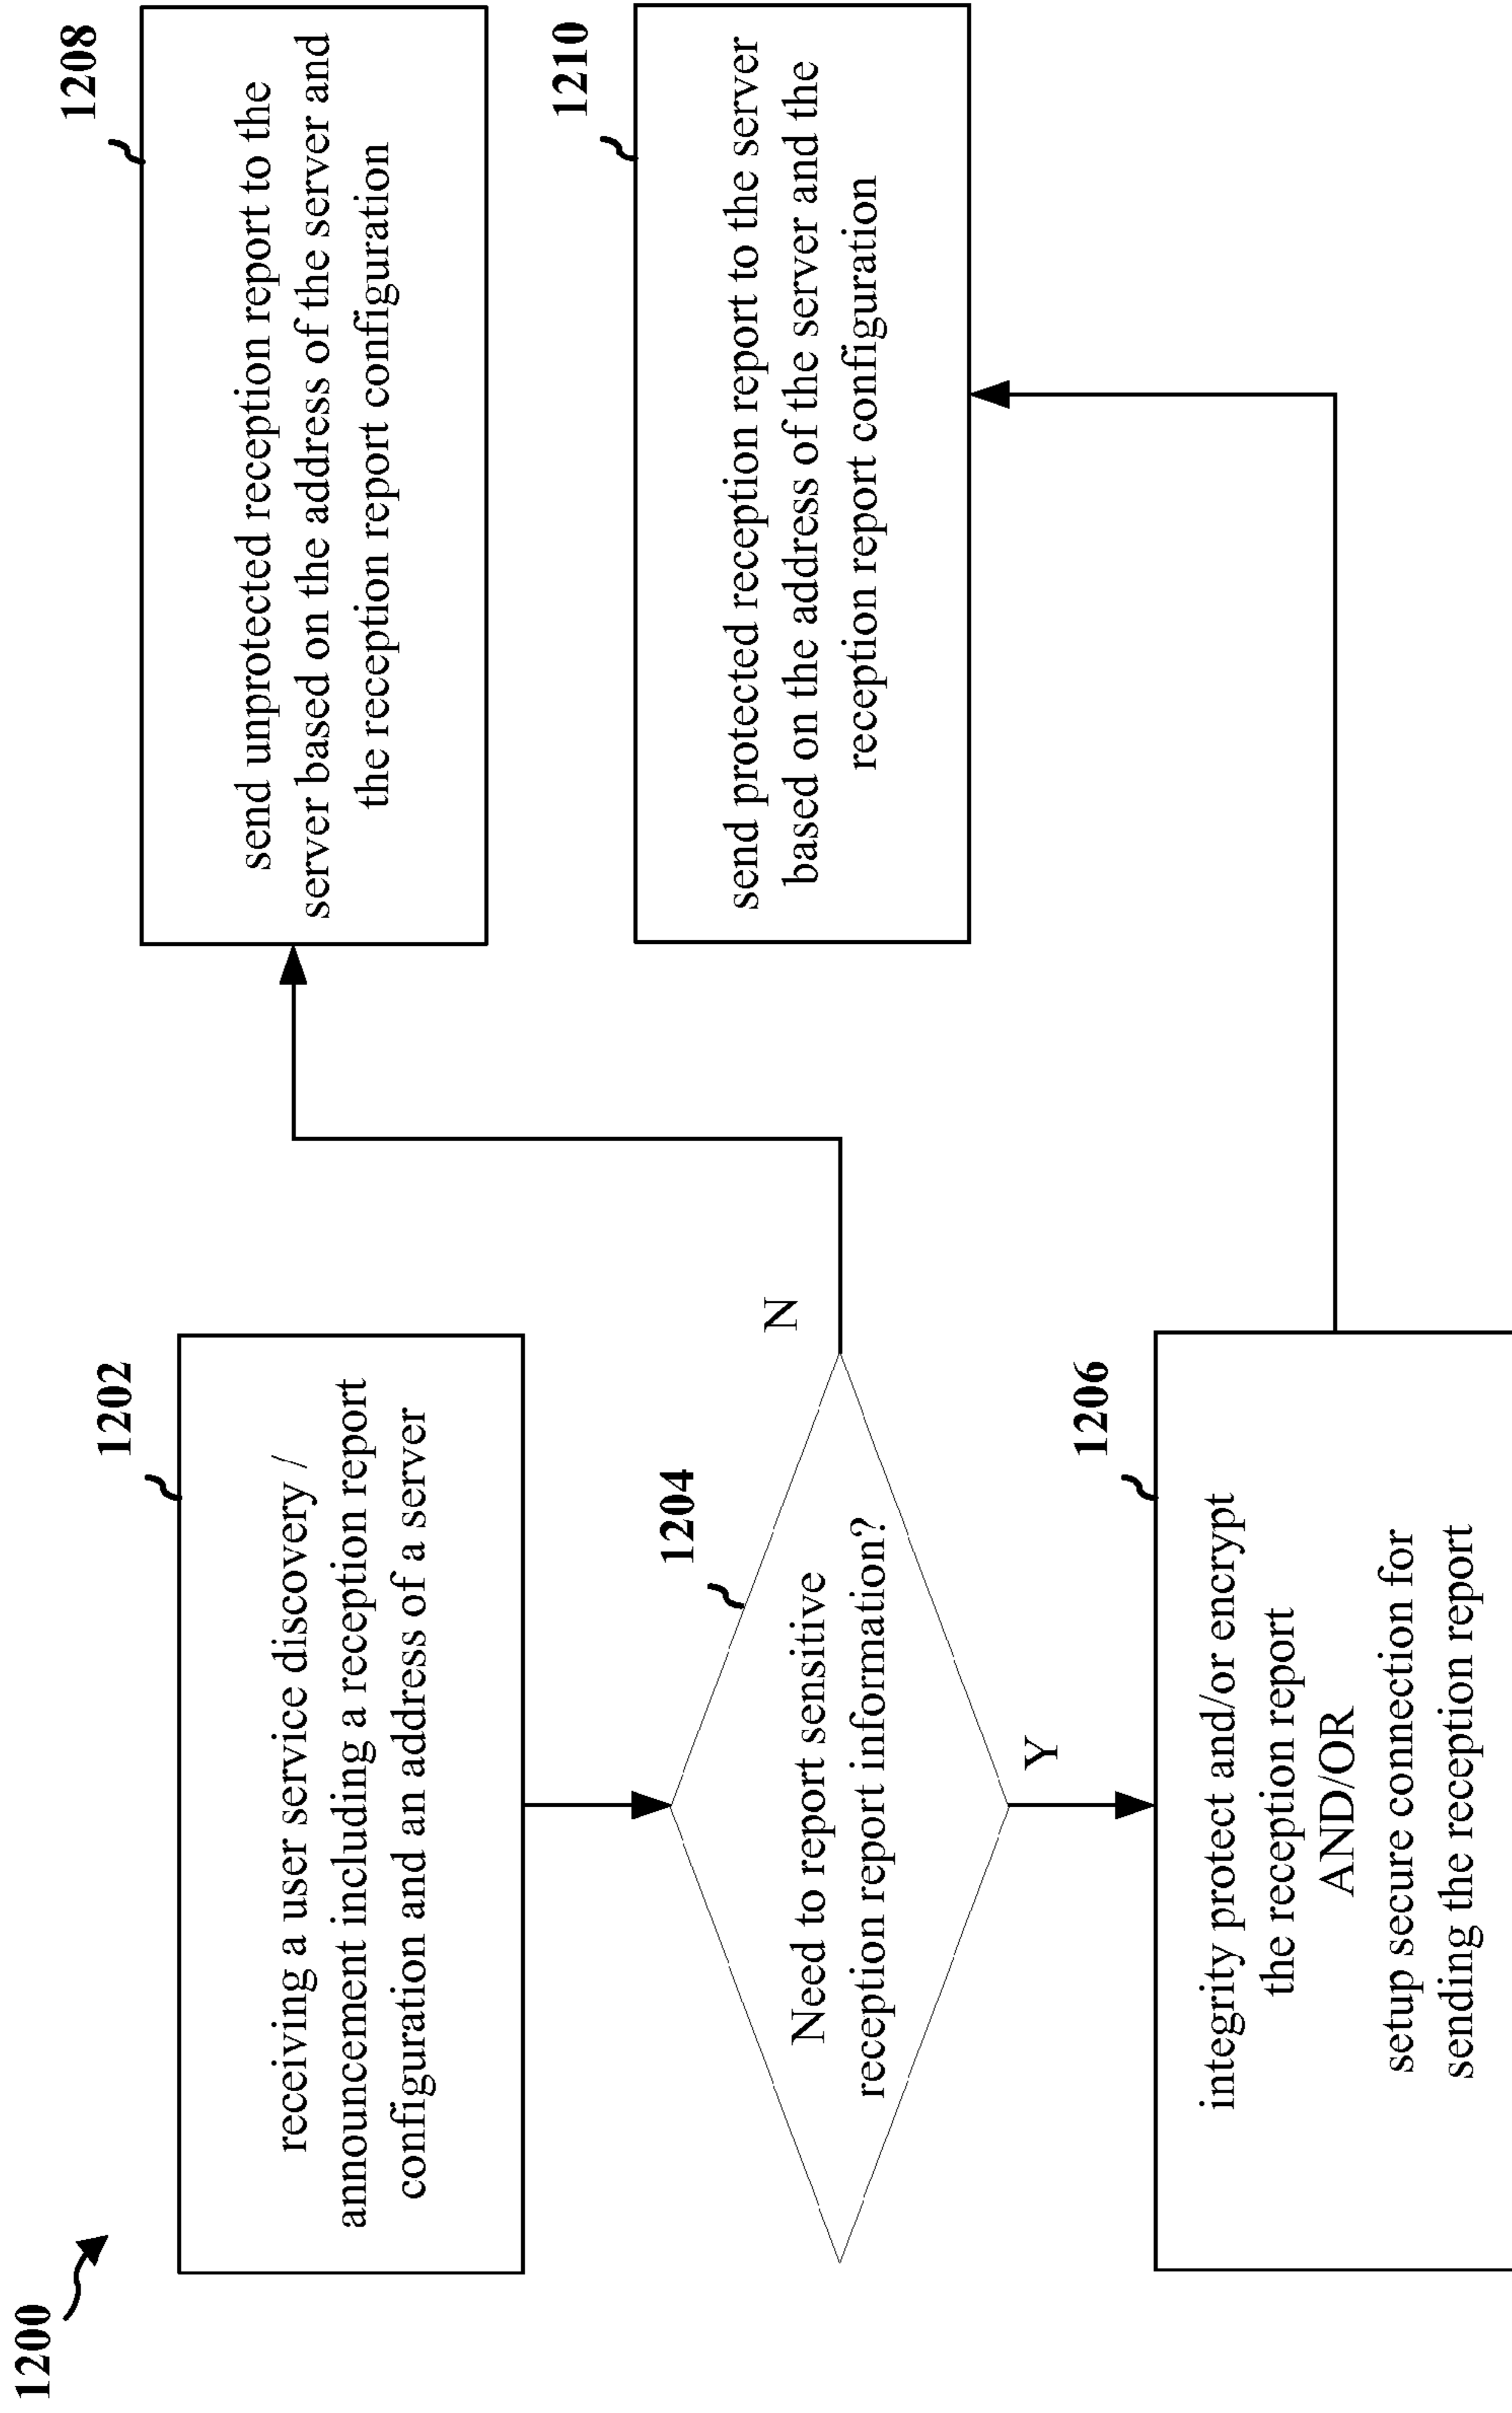 1200
1202
receiving a user service discovery /
announcement including a reception report
configuration and an address of a server
1204
Need to report sensitive
reception report information?
N
Y
1206
integrity protect and/or encrypt
the reception report
AND/OR
setup secure connection for
sending the reception report
1208
send unprotected reception report to the
server based on the address of the server and
the reception report configuration
1210
send protected reception report to the server
based on the address of the server and the
reception report configuration